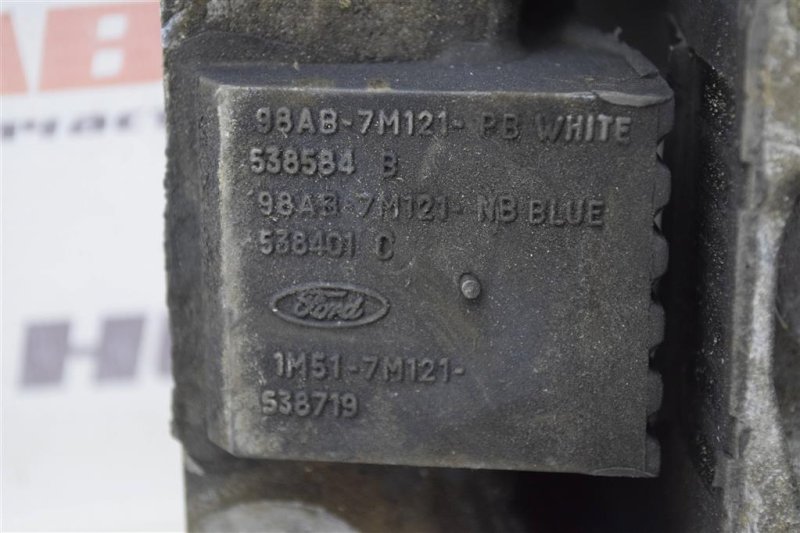 98AB-7M121- PB WHITE
538584 B
98AB-7M121- NB BLUE
538401 C
Ford
1M51-7M121-
538719